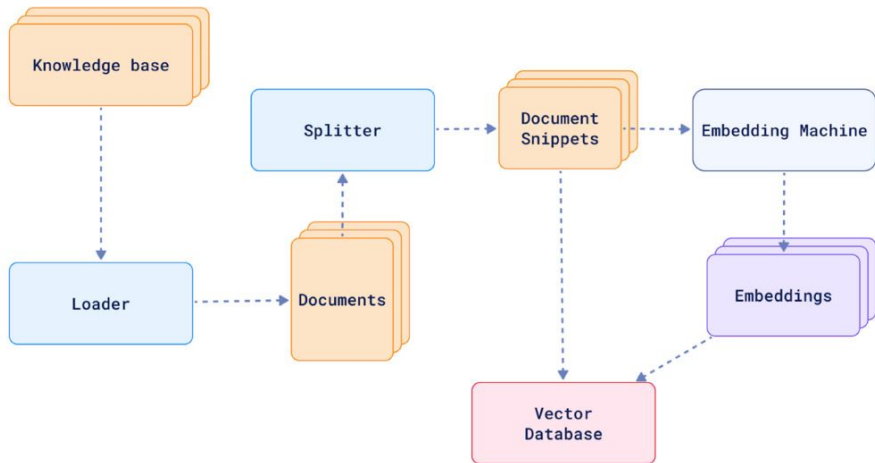 Knowledge base
Splitter
Document
Snippets
Embedding Machine
Loader
Documents
Embeddings
Vector
Database